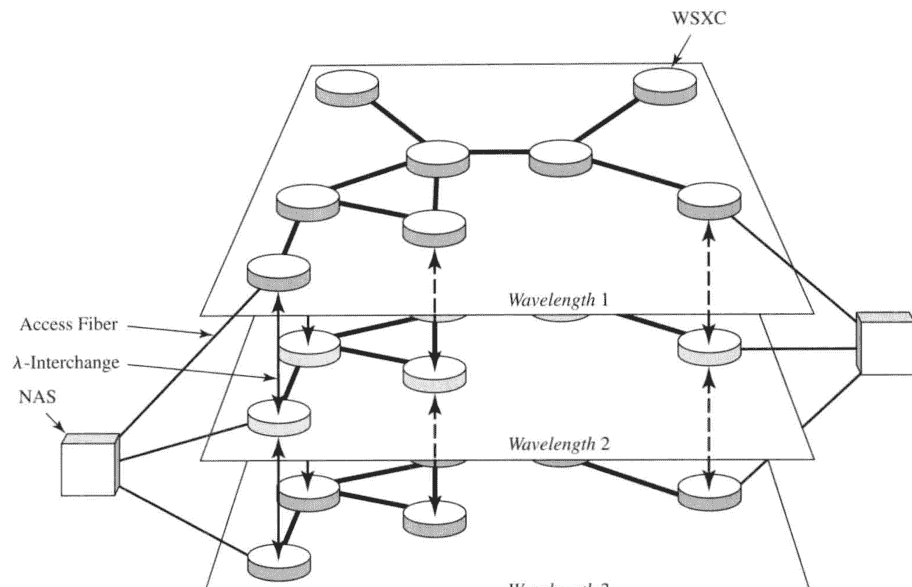 WSXC
Wavelength 1
Access Fiber
λ-Interchange
NAS
Wavelength 2